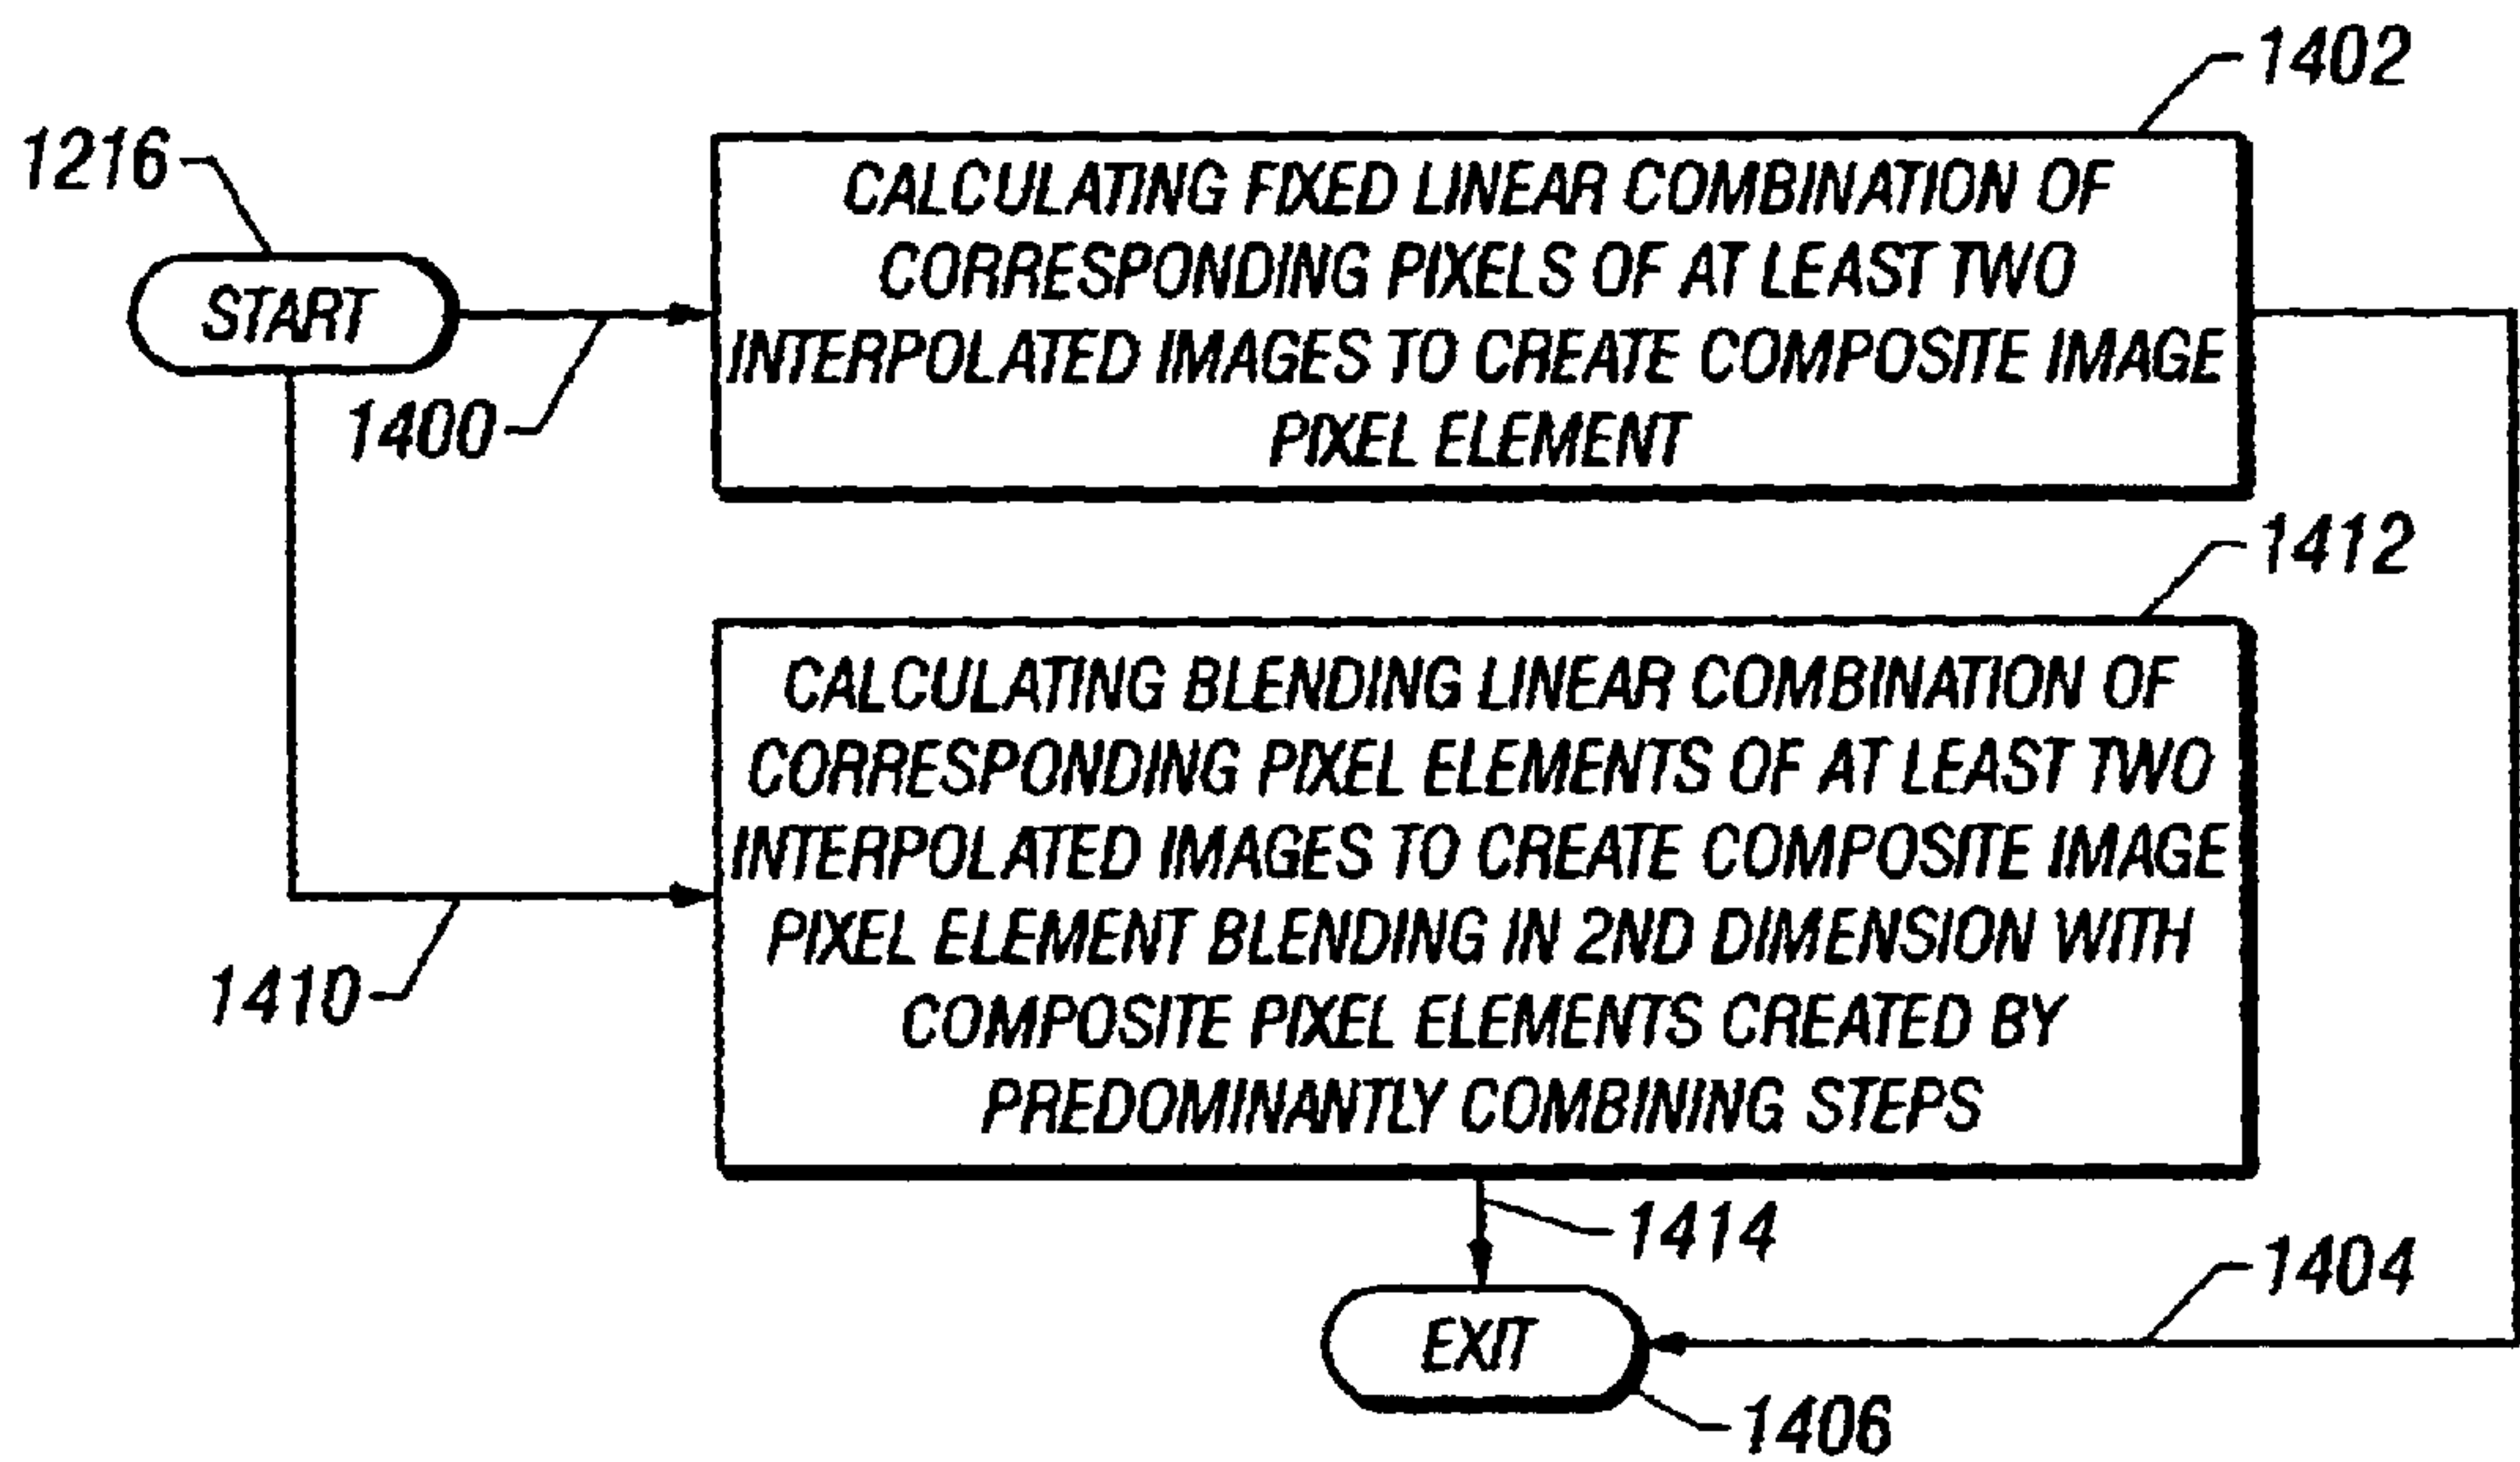 1402
1216
CALCULATING FIXED LINEAR COMBINATION OF
CORRESPONDING PIXELS OF AT LEAST TWO
INTERPOLATED IMAGES TO CREATE COMPOSITE IMAGE
PIXEL ELEMENT
START
1400
1412
CALCULATING BLENDING LINEAR COMBINATION OF
CORRESPONDING PIXEL ELEMENTS OF AT LEAST TWO
INTERPOLATED IMAGES TO CREATE COMPOSITE IMAGE
PIXEL ELEMENT BLENDING IN 2ND DIMENSION WITH
COMPOSITE PIXEL ELEMENTS CREATED BY
PREDOMINANTLY COMBINING STEPS
1410
1414
1404
EXIT
1406